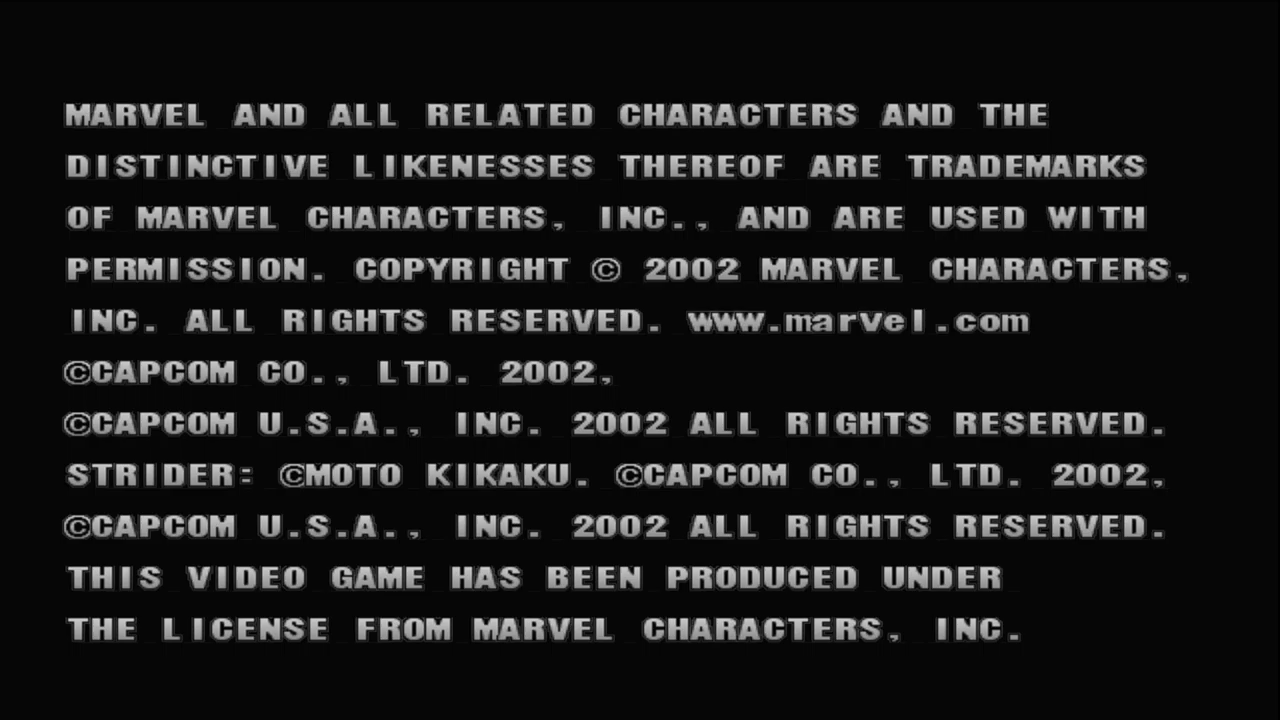 MARVEL AND ALL RELATED CHARACTERS AND THE
DISTINCTIVE LIKENESSES THEREOF ARE TRADEMARKS
OF MARVEL CHARACTERS, INC., AND ARE USED WITH
PERMISSION. COPYRIGHT © 2002 MARVEL CHARACTERS,
INC. ALL RIGHTS RESERVED. www.marvel.com
©CAPCOM CO., LTD. 2002,
©CAPCOM U.S.A., INC. 2002 ALL RIGHTS RESERVED.
STRIDER: ©MOTO KIKAKU. ©CAPCOM CO., LTD. 2002,
©CAPCOM U.S.A., INC. 2002 ALL RIGHTS RESERVED.
THIS VIDEO GAME HAS BEEN PRODUCED UNDER
THE LICENSE FROM MARVEL CHARACTERS, INC.